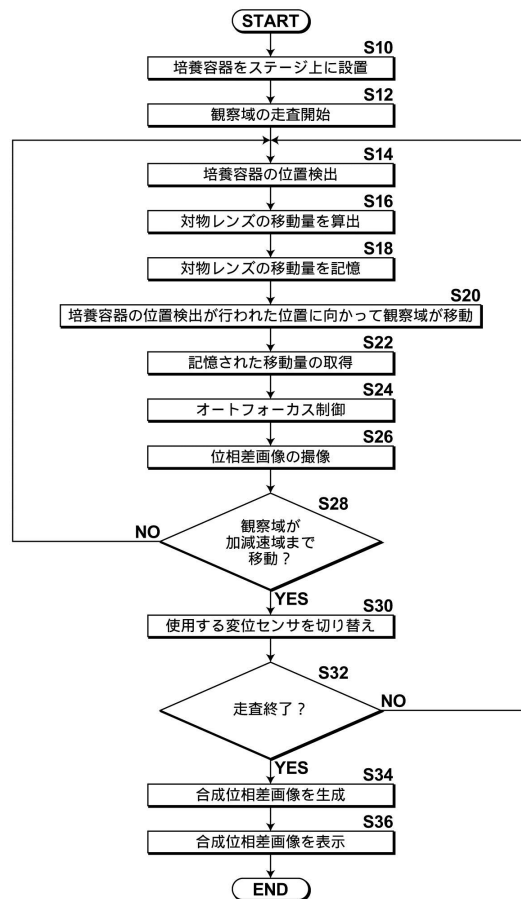 START
S10
培養容器をステージ上に設置
S12
観察域の走査開始
S14
培養容器の位置検出
S16
対物レンズの移動量を算出
S18
対物レンズの移動量を記憶
S20
培養容器の位置検出が行われた位置に向かって観察域が移動
S22
記憶された移動量の取得
S24
オートフォーカス制御
S26
位相差画像の撮像
S28
観察域が
加減速域まで
移動？
NO
YES
S30
使用する変位センサを切り替え
S32
走査終了？
NO
YES
S34
合成位相差画像を生成
S36
合成位相差画像を表示
END